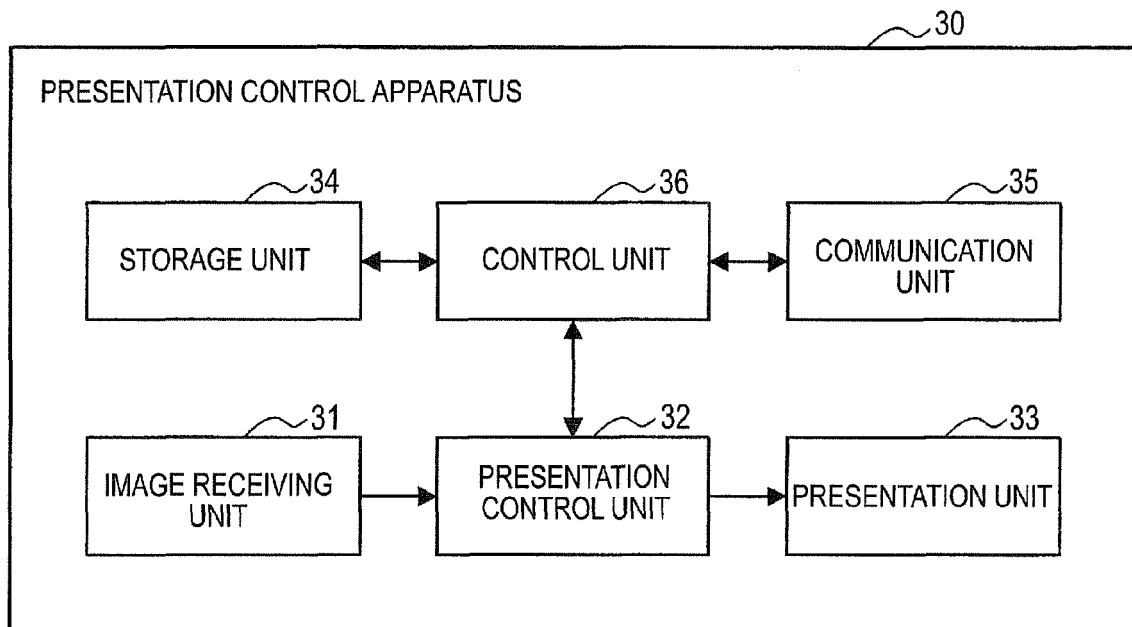 30
PRESENTATION CONTROL APPARATUS
34
36
35
STORAGE UNIT
CONTROL UNIT
COMMUNICATION
UNIT
31
32
33
IMAGE RECEIVING
UNIT
PRESENTATION
CONTROL UNIT
PRESENTATION UNIT